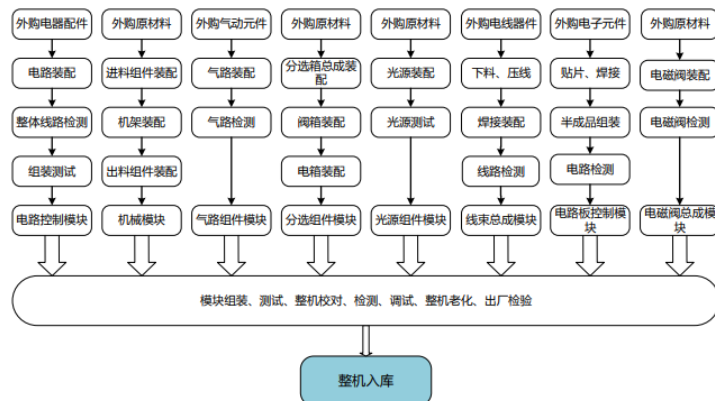 外购电器配件
外购原材料
外购气动元件
外购原材料
外购原材料
外购电线器件
外购电子元件
外购原材料
电路装配
进料组件装配
气路装配
分选箱总成装
配
光源装配
下料、压线
贴片、焊接
电磁阀装配
整体线路检测
机架装配
气路检测
阀箱装配
光源测试
焊接装配
半成品组装
电磁阀检测
组装测试
出料组件装配
电箱装配
线路检测
电路检测
电路控制模块
机械模块
气路组件模块
分选组件模块
光源组件模块
线束总成模块
电路板控制模
块
电磁阀总成模
块
模块组装、测试、整机校对、检测、调试、整机老化、出厂检验
整机入库